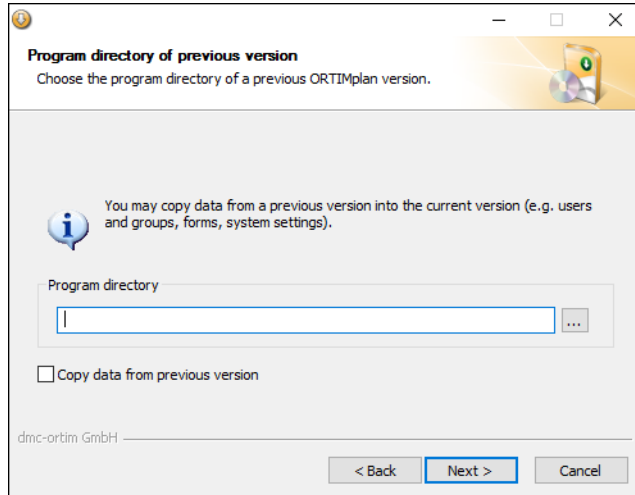 Program directory of previous version
Choose the program directory of a previous ORTIMplan version.
You may copy data from a previous version into the current version (e.g. users
and groups, forms, system settings).
Program directory
...
Copy data from previous version
dmc-ortim GmbH
< Back
Next >
Cancel